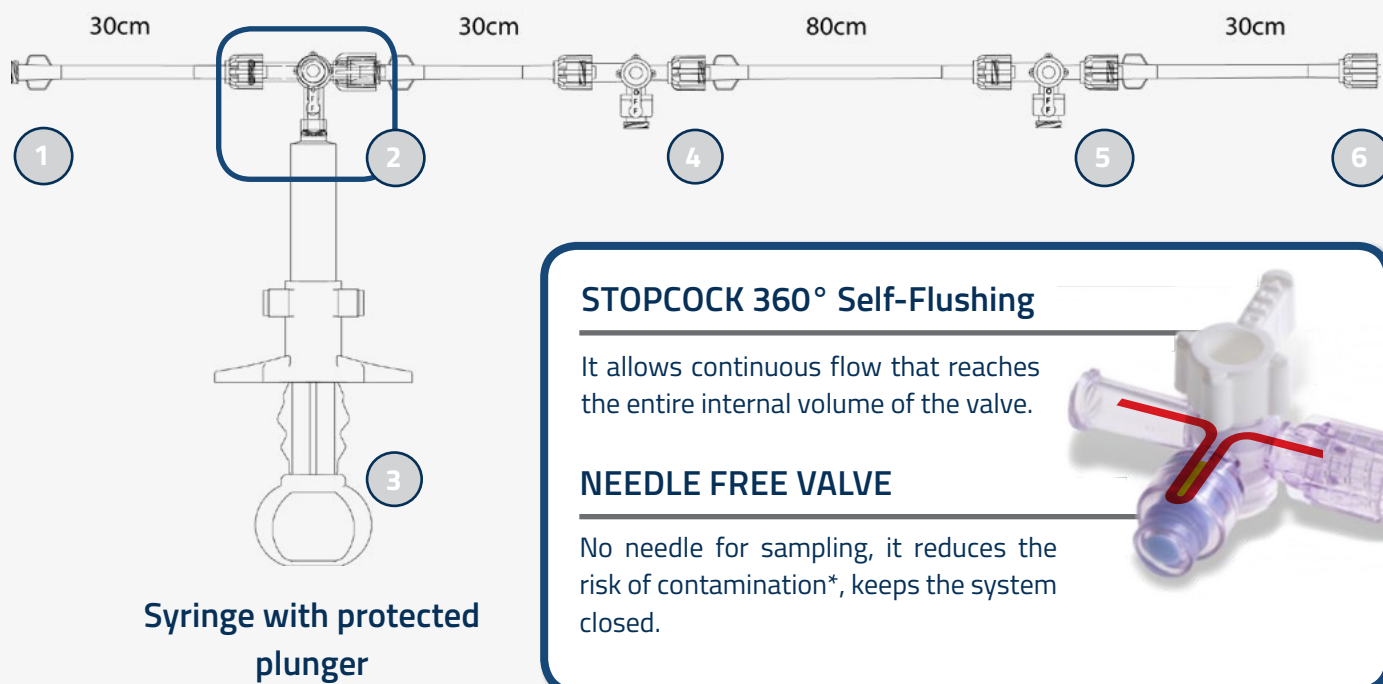 30cm
30cm
80cm
30cm
1
2
4
5
6
3
Syringe with protected
plunger
STOPCOCK 360° Self-Flushing
It allows continuous flow that reaches
the entire internal volume of the valve.
NEEDLE FREE VALVE
No needle for sampling, it reduces the
risk of contamination*, keeps the system
closed.